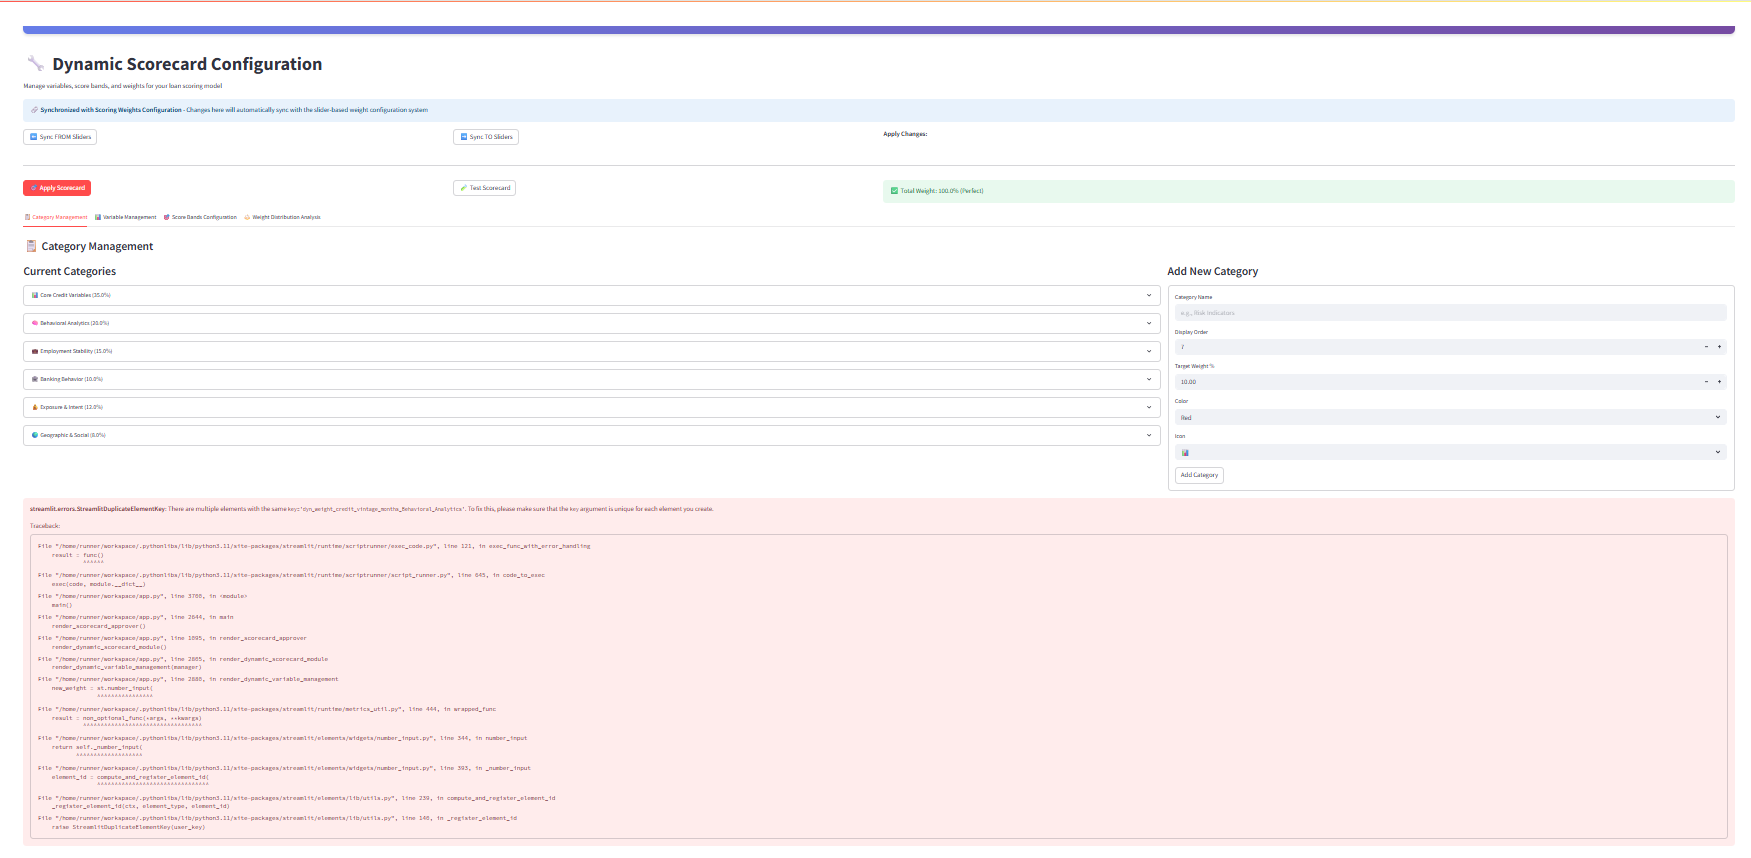 Dynamic Scorecard Configuration
Manage variables, score bands, and weights for your loan scoring model
Synchronized with Scoring Weights Configuration - Changes here will automatically sync with the slider-based weight configuration system
Sync FROM Sliders
Sync TO Sliders
Apply Changes:
Apply Scorecard
Test Scorecard
Total Weight: 100.0% (Perfect)
Category Management Variable Management Score Bands Configuration Weight Distribution Analysis
Category Management
Current Categories
Core Credit Variables (35.0%)
Behavioral Analytics (20.0%)
Employment Stability (15.0%)
Banking Behavior (10.0%)
Exposure & Intent (12.0%)
Geographic & Social (8.0%)
Add New Category
Category Name
e.g., Risk Indicators
Display Order
7
- +
Target Weight %
10.00
- +
Color
Red
Icon
Add Category
streamlit.errors.StreamlitDuplicateElementKey: There are multiple elements with the same key='dyn_weight_credit_vintage_months_Behavioral_Analytics'. To fix this, please make sure that the key argument is unique for each element you create.
Traceback:
File "/home/runner/workspace/.pythonlibs/lib/python3.11/site-packages/streamlit/runtime/scriptrunner/exec_code.py", line 121, in exec_func_with_error_handling
result = func()
^^^^^^
File "/home/runner/workspace/.pythonlibs/lib/python3.11/site-packages/streamlit/runtime/scriptrunner/script_runner.py", line 645, in code_to_exec
exec(code, module.__dict__)
File "/home/runner/workspace/app.py", line 3760, in <module>
main()
File "/home/runner/workspace/app.py", line 2644, in main
render_scorecard_approver()
File "/home/runner/workspace/app.py", line 1095, in render_scorecard_approver
render_dynamic_scorecard_module()
File "/home/runner/workspace/app.py", line 2805, in render_dynamic_scorecard_module
render_dynamic_variable_management(manager)
File "/home/runner/workspace/app.py", line 2880, in render_dynamic_variable_management
new_weight = st.number_input(
^^^^^^^^^^^^^^^^
File "/home/runner/workspace/.pythonlibs/lib/python3.11/site-packages/streamlit/runtime/metrics_util.py", line 444, in wrapped_func
result = non_optional_func(*args, **kwargs)
^^^^^^^^^^^^^^^^^^^^^^^^^^^^^^^^^^
File "/home/runner/workspace/.pythonlibs/lib/python3.11/site-packages/streamlit/elements/widgets/number_input.py", line 344, in number_input
return self._number_input(
^^^^^^^^^^^^^^^^^^^
File "/home/runner/workspace/.pythonlibs/lib/python3.11/site-packages/streamlit/elements/widgets/number_input.py", line 393, in _number_input
element_id = compute_and_register_element_id(
^^^^^^^^^^^^^^^^^^^^^^^^^^^^^^^^
File "/home/runner/workspace/.pythonlibs/lib/python3.11/site-packages/streamlit/elements/lib/utils.py", line 239, in compute_and_register_element_id
_register_element_id(ctx, element_type, element_id)
File "/home/runner/workspace/.pythonlibs/lib/python3.11/site-packages/streamlit/elements/lib/utils.py", line 140, in _register_element_id
raise StreamlitDuplicateElementKey(user_key)